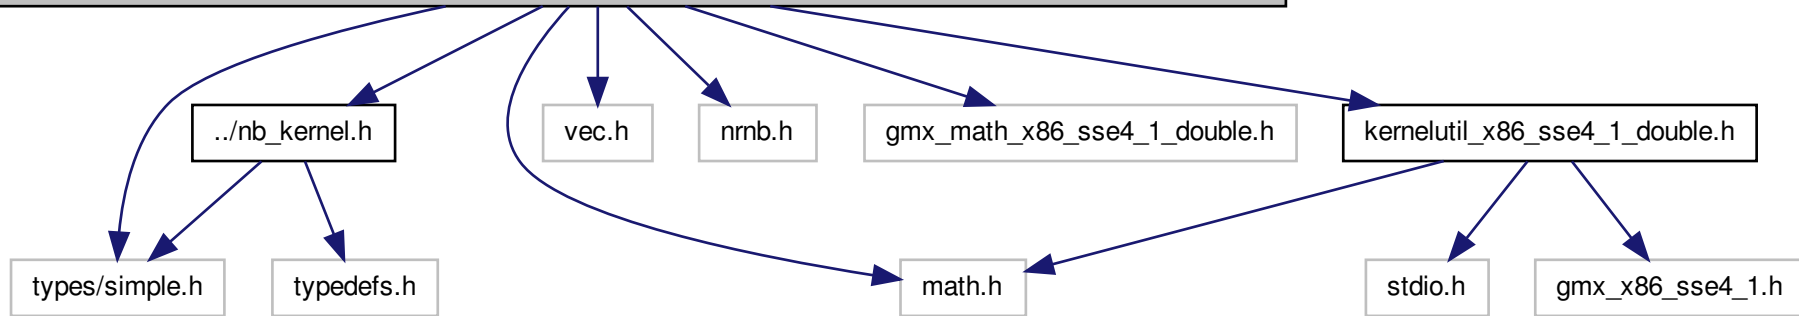 ../nb_kernel.h
vec.h
nrnb.h
gmx_math_x86_sse4_1_double.h
kernelutil_x86_sse4_1_double.h
types/simple.h
typedefs.h
math.h
stdio.h
gmx_x86_sse4_1.h